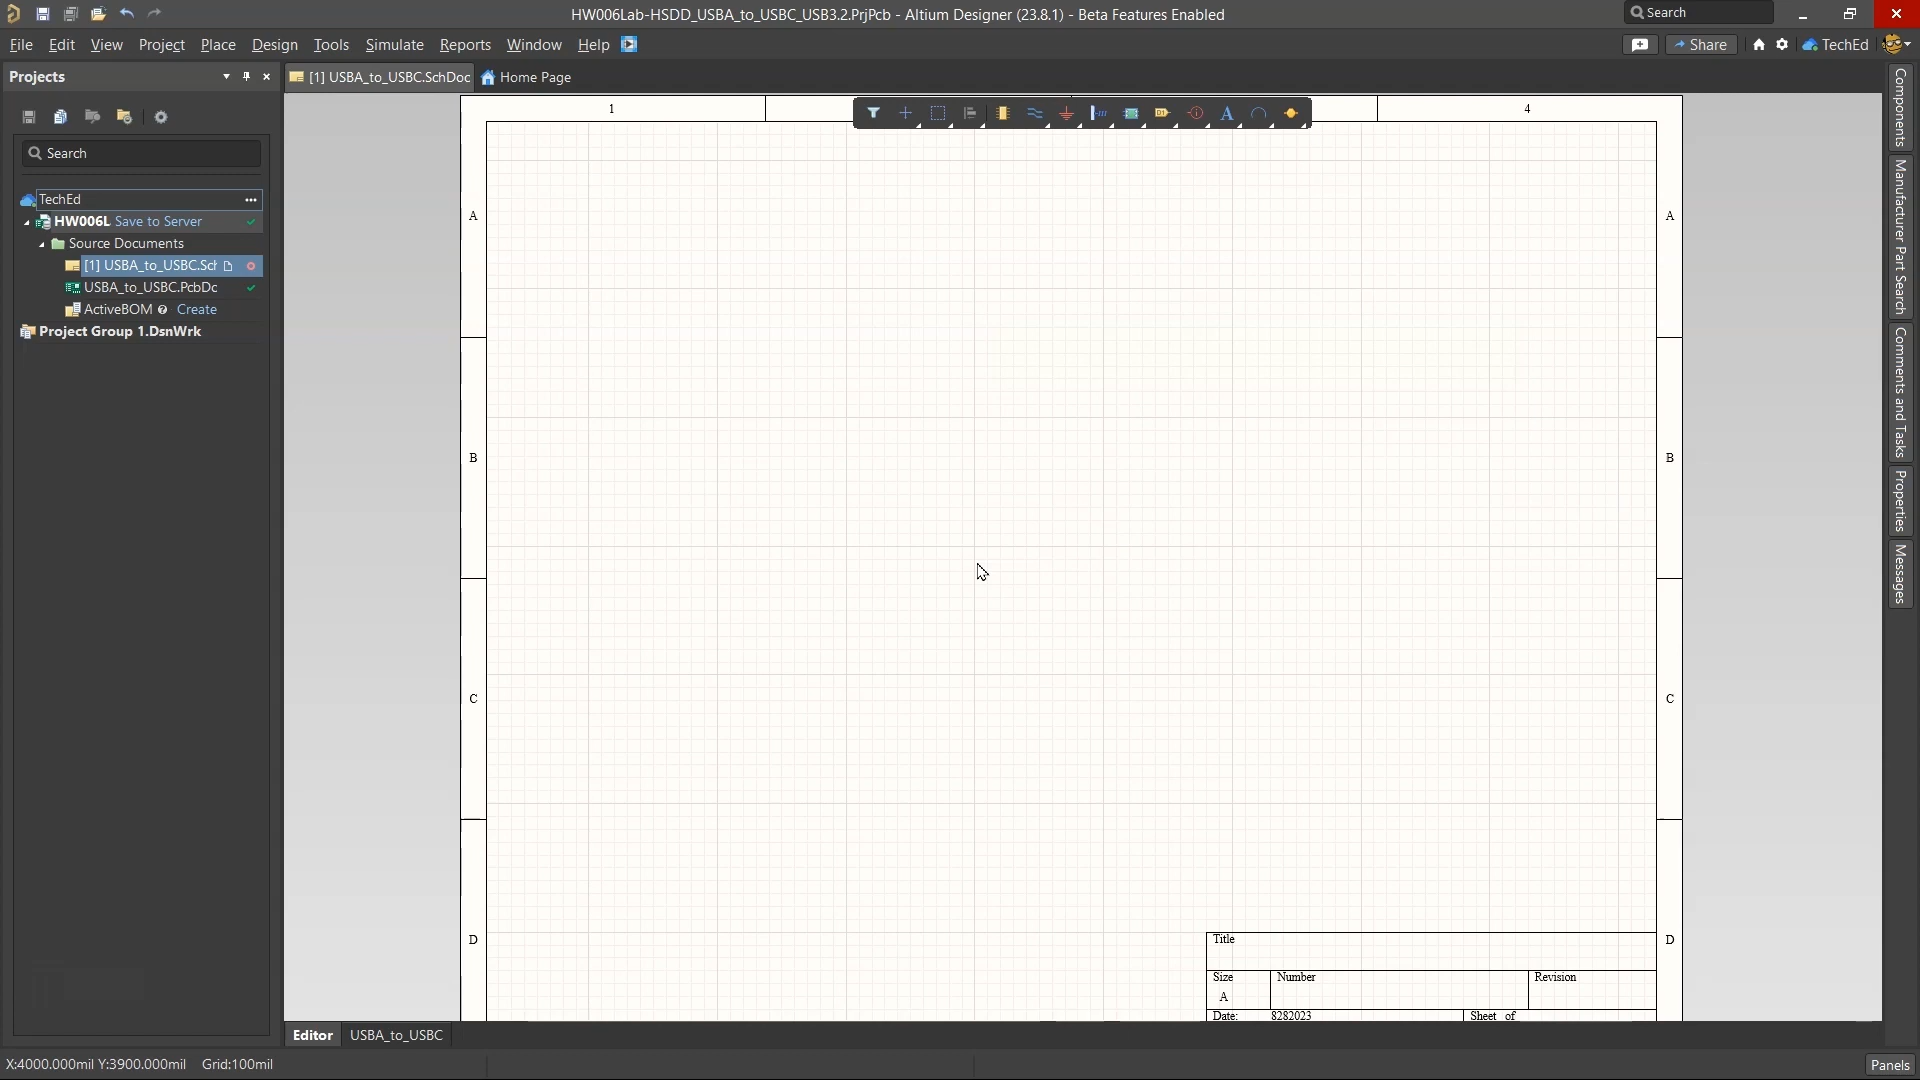 HW006Lab-HSDD_USBA_to_USBC_USB3.2.PrjPcb - Altium Designer (23.8.1) - Beta Features Enabled
Search
File Edit View Project Place Design Tools Simulate Reports Window Help
Share
TechEd
Projects
[1] USBA_to_USBC.SchDoc
Home Page
Search
TechEd
HW006L Save to Server
Source Documents
[1] USBA_to_USBC.Sch
USBA_to_USBC.PcbDc
ActiveBOM Create
Project Group 1.DsnWrk
1
4
A
A
B
B
C
C
D
D
Title
Size
Number
Revision
A
Date:
8282023
Sheet of
Components
Manufacturer Part Search
Comments and Tasks
Properties
Messages
Editor
USBA_to_USBC
X:4000.000mil Y:3900.000mil
Grid:100mil
Panels